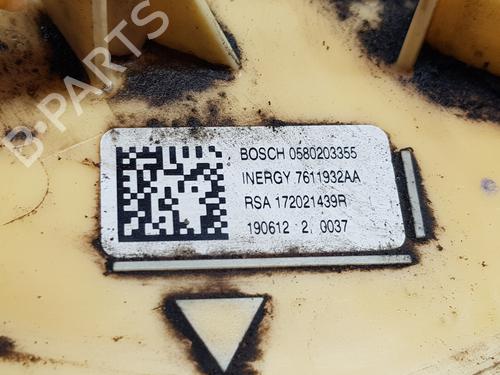 BOSCH 0580203355
INERGY 7611932AA
RSA 172021439R
190612 2 0037
B-PARTS